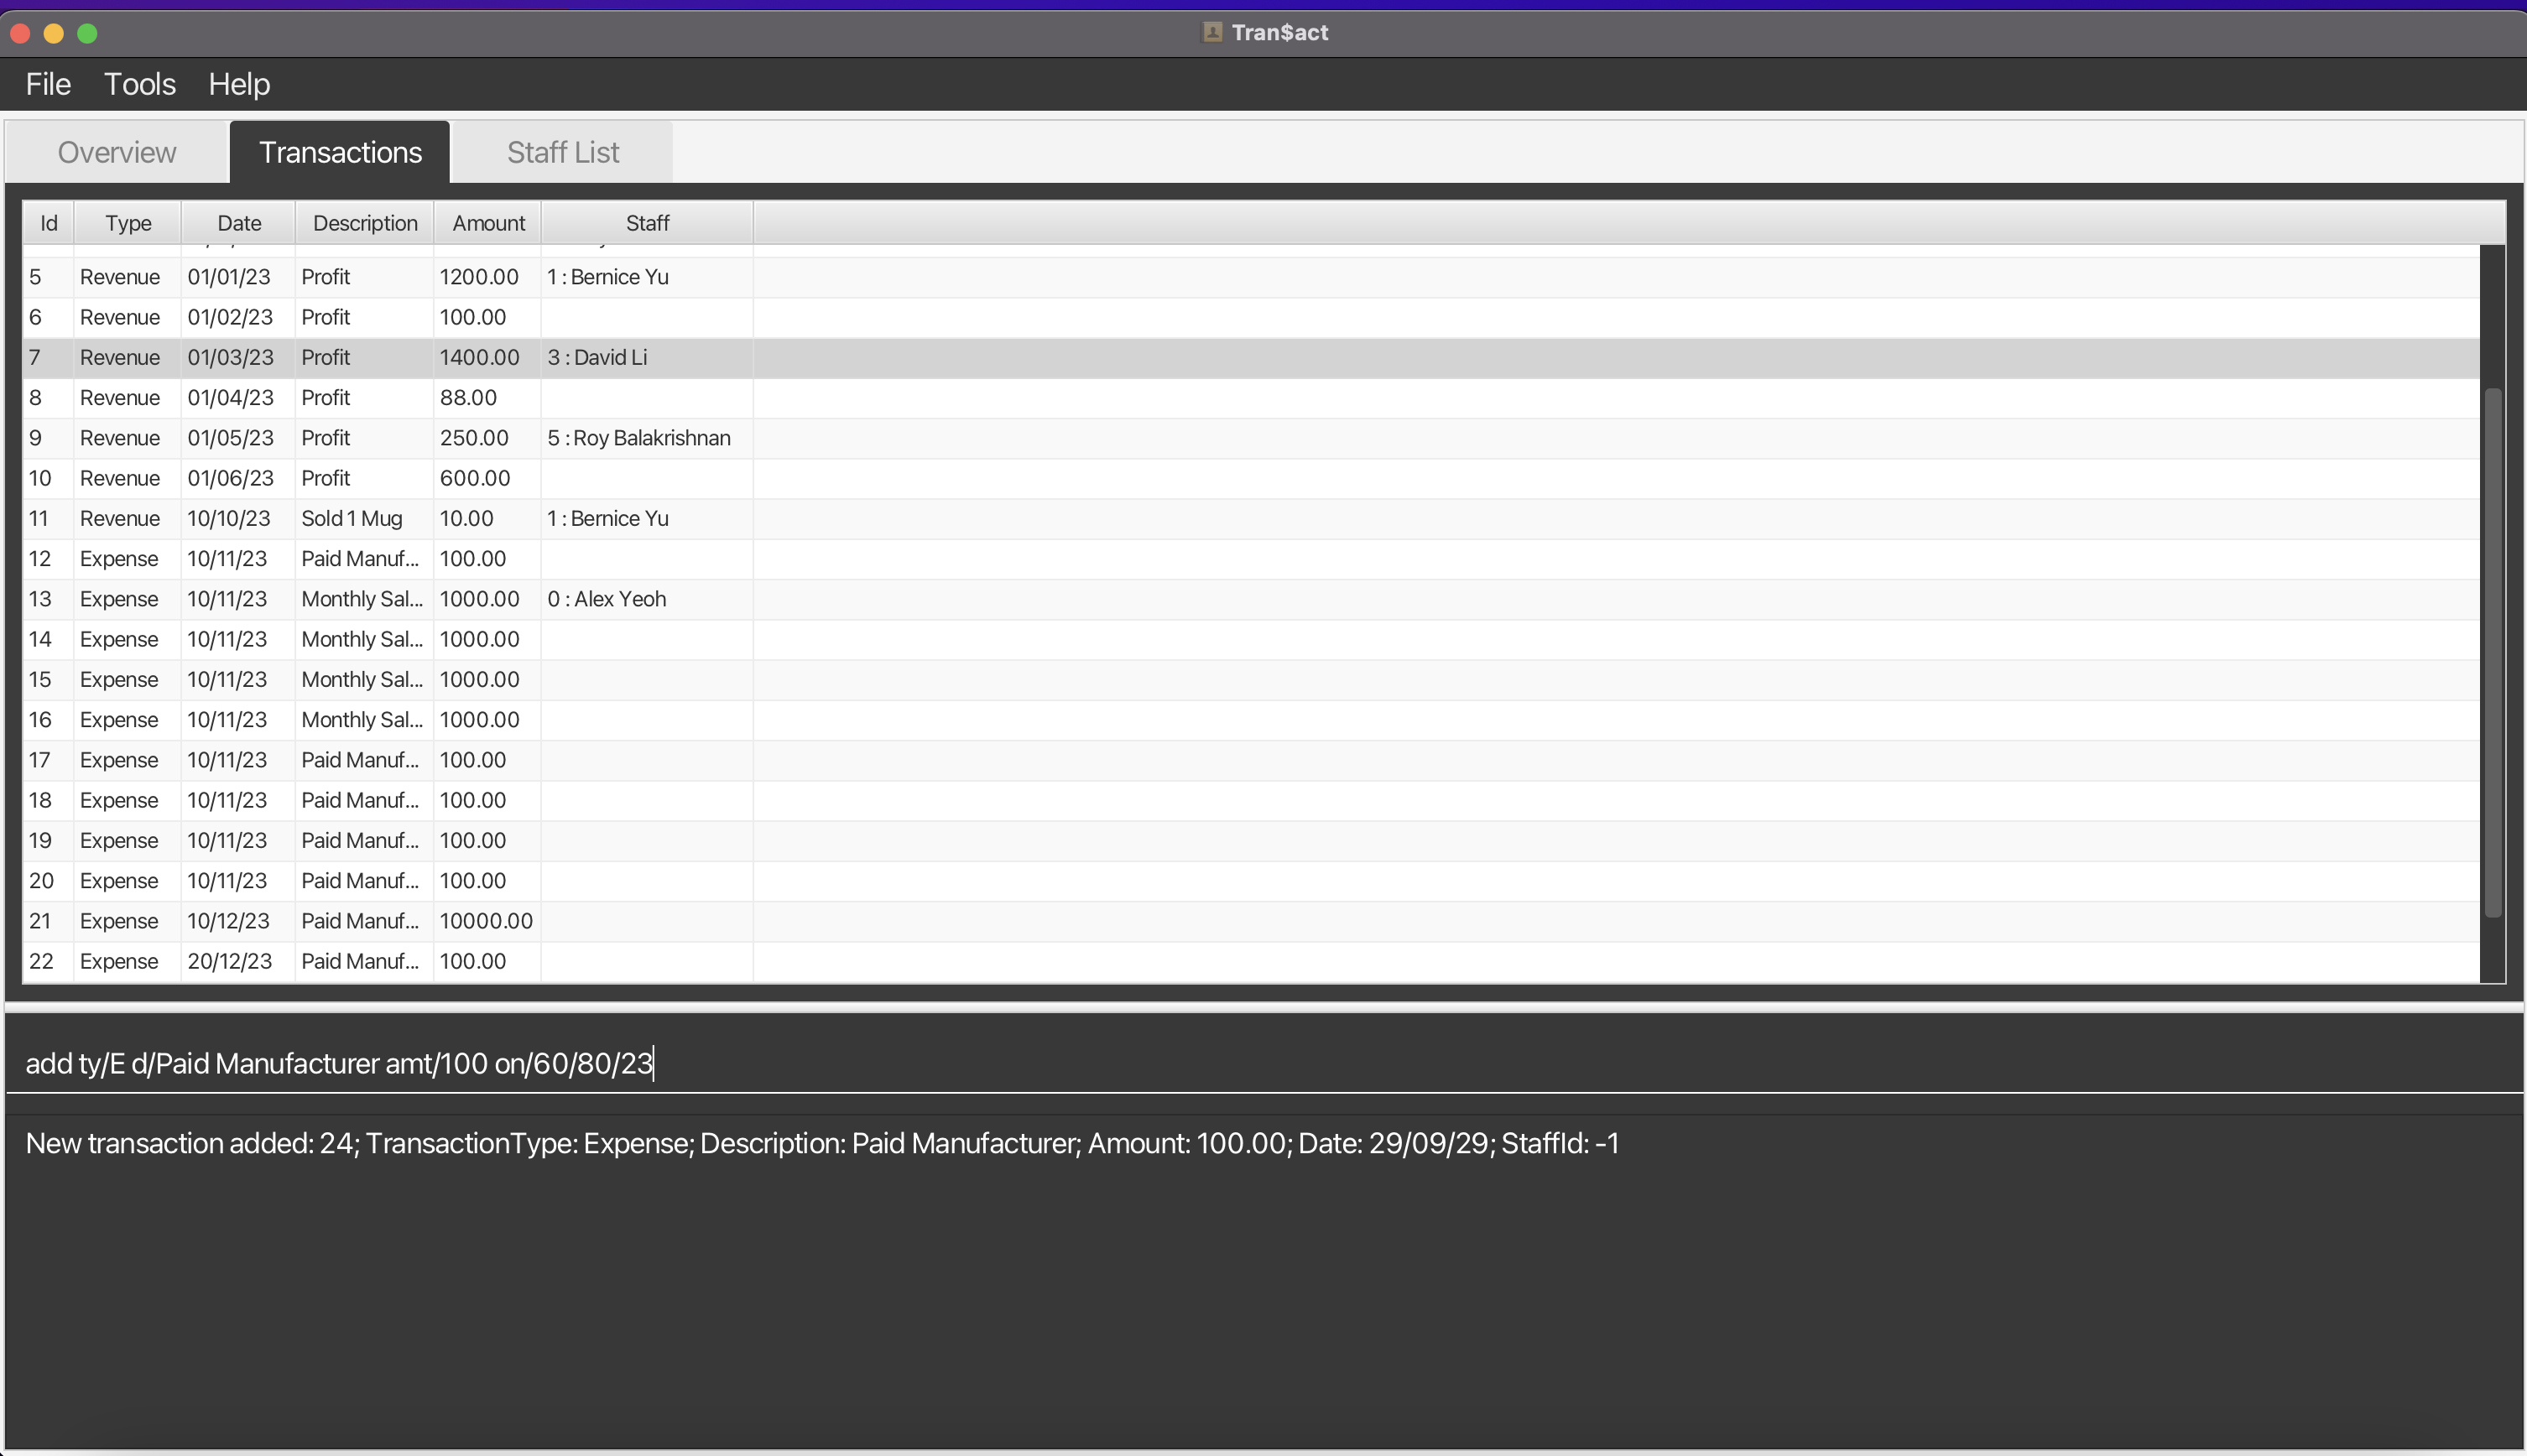 Tran$act
File Tools Help
Overview Transactions Staff List
Id Type Date Description Amount Staff
5 Revenue 01/01/23 Profit 1200.00 1 : Bernice Yu
6 Revenue 01/02/23 Profit 100.00
7 Revenue 01/03/23 Profit 1400.00 3 : David Li
8 Revenue 01/04/23 Profit 88.00
9 Revenue 01/05/23 Profit 250.00 5 : Roy Balakrishnan
10 Revenue 01/06/23 Profit 600.00
11 Revenue 10/10/23 Sold 1 Mug 10.00 1 : Bernice Yu
12 Expense 10/11/23 Paid Manuf... 100.00
13 Expense 10/11/23 Monthly Sal... 1000.00 0 : Alex Yeoh
14 Expense 10/11/23 Monthly Sal... 1000.00
15 Expense 10/11/23 Monthly Sal... 1000.00
16 Expense 10/11/23 Monthly Sal... 1000.00
17 Expense 10/11/23 Paid Manuf... 100.00
18 Expense 10/11/23 Paid Manuf... 100.00
19 Expense 10/11/23 Paid Manuf... 100.00
20 Expense 10/11/23 Paid Manuf... 100.00
21 Expense 10/12/23 Paid Manuf... 10000.00
22 Expense 20/12/23 Paid Manuf... 100.00
add ty/E d/Paid Manufacturer amt/100 on/60/80/23
New transaction added: 24; TransactionType: Expense; Description: Paid Manufacturer; Amount: 100.00; Date: 29/09/29; StaffId: -1